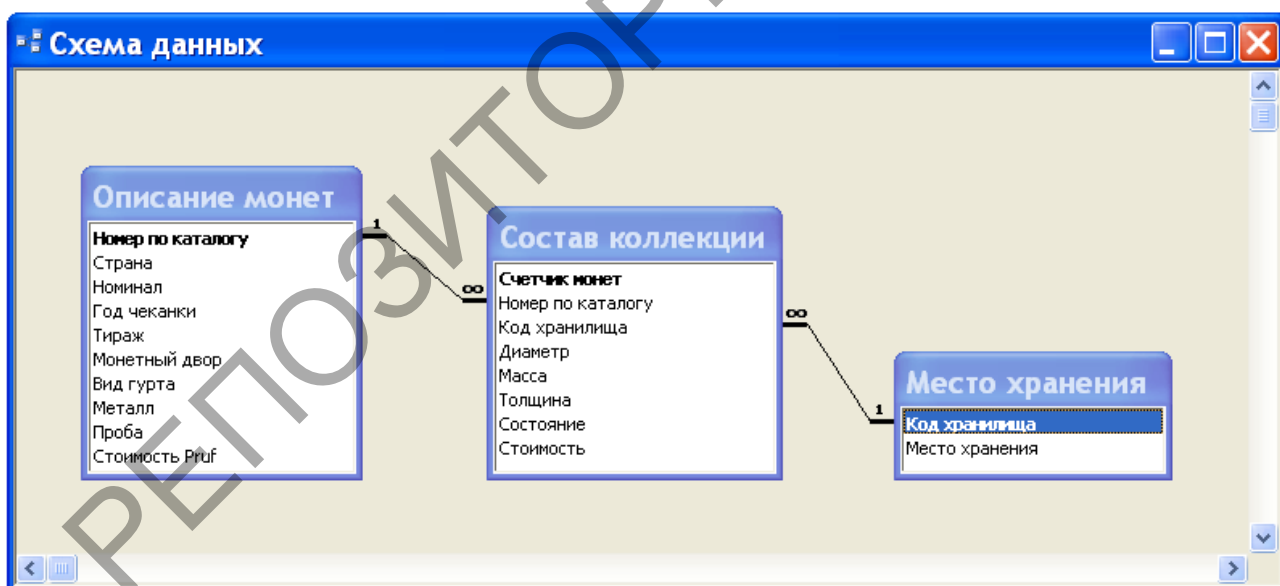 Схема данных
Описание монет
Номер по каталогу
Страна
Номинал
Год чеканки
Тираж
Монетный двор
Вид гурта
Металл
Проба
Стоимость Pruf
1
∞
Состав коллекции
Счетчик монет
Номер по каталогу
Код хранилища
Диаметр
Масса
Толщина
Состояние
Стоимость
∞
1
Место хранения
Код хранилища
Место хранения
РЕПОЗИТОР